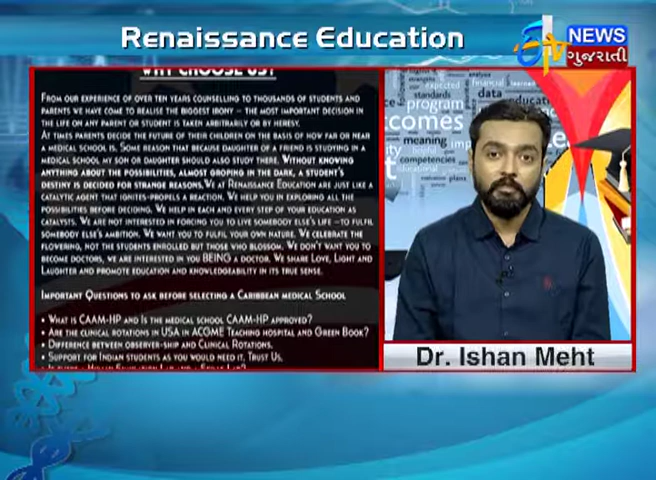 Renaissance Education
ETV NEWS
ગુજરાતી
WHY CHOOSE US?
FROM OUR EXPERIENCE OF OVER TEN YEARS COUNSELLING TO THOUSANDS OF STUDENTS AND
PARENTS WE HAVE COME TO REALISE THE BIGGEST IRONY – THE MOST IMPORTANT DECISION IN
THE LIFE ON ANY PARENT OR STUDENT IS TAKEN ARBITRARILY OR BY HERESY.
AT TIMES PARENTS DECIDE THE FUTURE OF THEIR CHILDREN ON THE BASIS OF HOW FAR OR NEAR
A MEDICAL SCHOOL IS. SOME REASON THAT BECAUSE DAUGHTER OF A FRIEND IS STUDYING IN A
MEDICAL SCHOOL MY SON OR DAUGHTER SHOULD ALSO STUDY THERE. WITHOUT KNOWING
ANYTHING ABOUT THE POSSIBILITIES, ALMOST GROPING IN THE DARK, A STUDENT'S
DESTINY IS DECIDED FOR STRANGE REASONS. WE AT RENAISSANCE EDUCATION ARE JUST LIKE A
CATALYTIC AGENT THAT IGNITES-PROPELS A REACTION. WE HELP YOU IN EXPLORING ALL THE
POSSIBILITIES BEFORE DECIDING. WE HELP IN EACH AND EVERY STEP OF YOUR EDUCATION AS
CATALYSTS. WE ARE NOT INTERESTED IN FORCING YOU TO LIVE SOMEBODY ELSE'S LIFE –TO FULFIL
SOMEBODY ELSE'S AMBITION. WE WANT YOU TO FULFIL YOUR OWN NATURE. WE CELEBRATE THE
FLOWERING, NOT THE STUDENTS ENROLLED BUT THOSE WHO BLOSSOM. WE DON'T WANT YOU TO
BECOME DOCTORS, WE ARE INTERESTED IN YOU BEING A DOCTOR. WE SHARE LOVE, LIGHT AND
LAUGHTER AND PROMOTE EDUCATION AND KNOWLEDGEABILITY IN ITS TRUE SENSE.
IMPORTANT QUESTIONS TO ASK BEFORE SELECTING A CARIBBEAN MEDICAL SCHOOL
• WHAT IS CAAM-HP AND IS THE MEDICAL SCHOOL CAAM-HP APPROVED?
• ARE THE CLINICAL ROTATIONS IN USA IN ACGME TEACHING HOSPITAL AND GREEN BOOK?
• DIFFERENCE BETWEEN OBSERVER-SHIP AND CLINICAL ROTATIONS.
• SUPPORT FOR INDIAN STUDENTS AS YOU WOULD NEED IT. TRUST US.
expected
standards
learning
program
data
education
comes
meaning
competencies
helpful
Dr. Ishan Meht